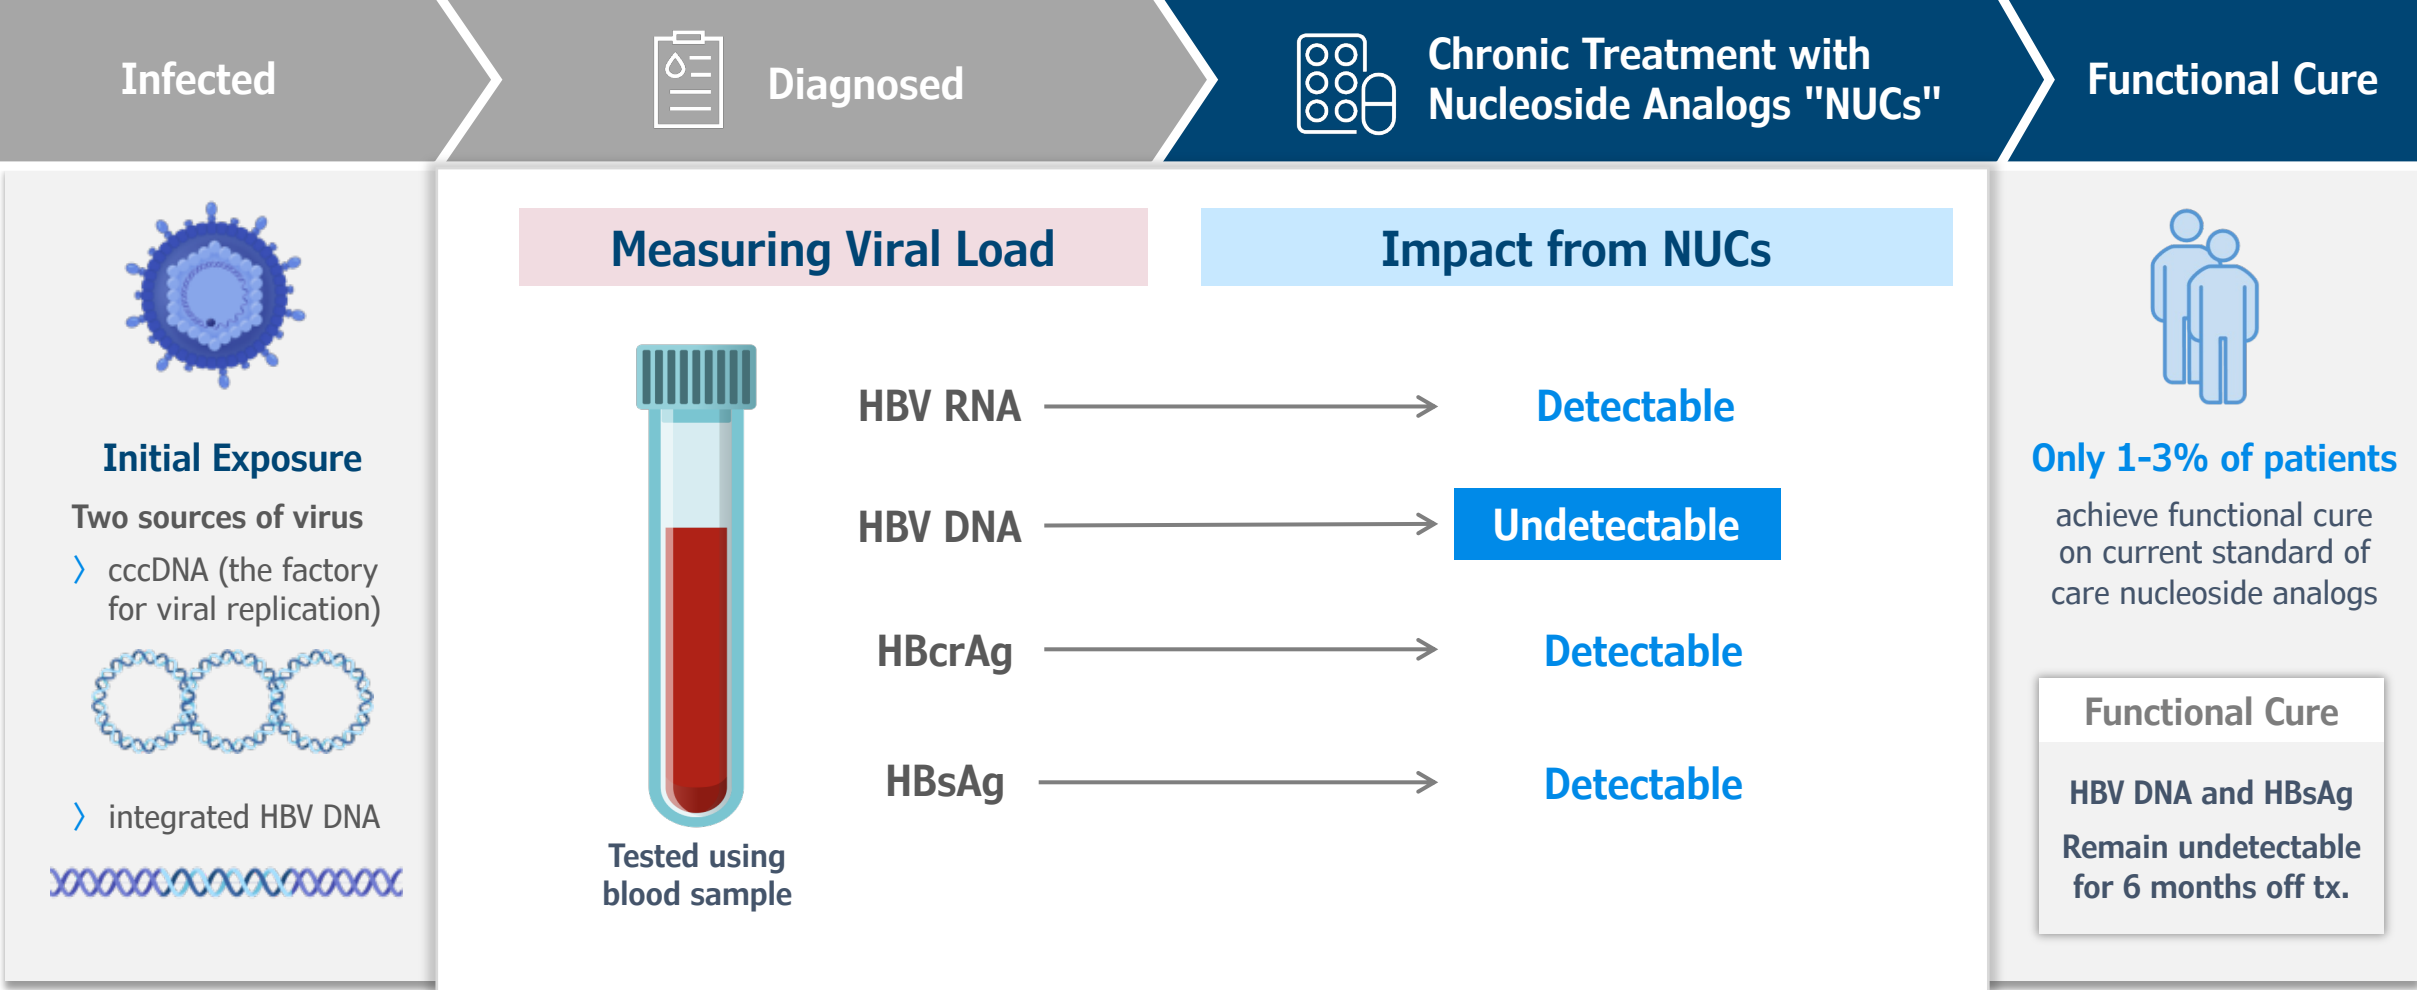 Infected
Diagnosed
Chronic Treatment with
Nucleoside Analogs "NUCs"
Functional Cure
Initial Exposure
Two sources of virus
〉 cccDNA (the factory
for viral replication)
〉 integrated HBV DNA
Measuring Viral Load
Impact from NUCs
HBV RNA
Detectable
HBV DNA
Undetectable
HBcrAg
Detectable
HBsAg
Detectable
Tested using
blood sample
Only 1-3% of patients
achieve functional cure
on current standard of
care nucleoside analogs
Functional Cure
HBV DNA and HBsAg
Remain undetectable
for 6 months off tx.